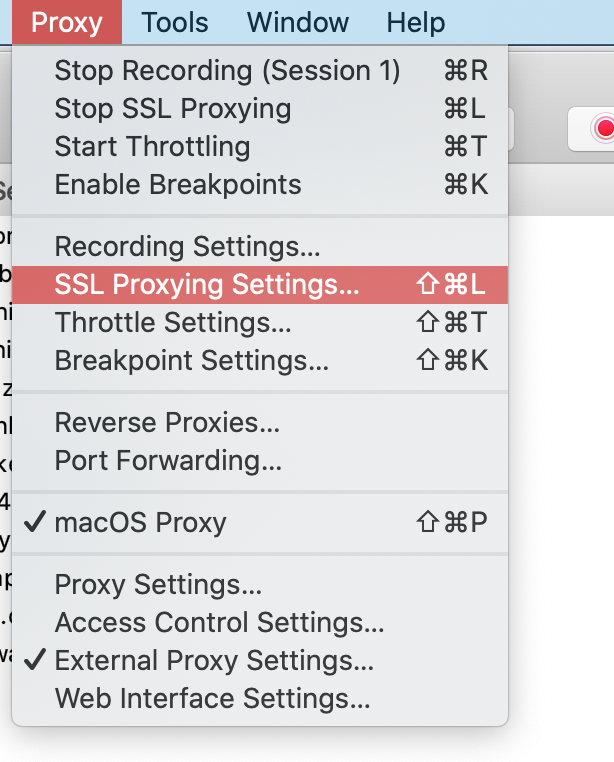 Proxy Tools Window Help
Stop Recording (Session 1) ⌘R
Stop SSL Proxying ⌘L
Start Throttling ⌘T
Enable Breakpoints ⌘K
Recording Settings...
SSL Proxying Settings... ⇧⌘L
Throttle Settings... ⇧⌘T
Breakpoint Settings... ⇧⌘K
Reverse Proxies...
Port Forwarding...
✓ macOS Proxy ⇧⌘P
Proxy Settings...
Access Control Settings...
✓ External Proxy Settings...
Web Interface Settings...